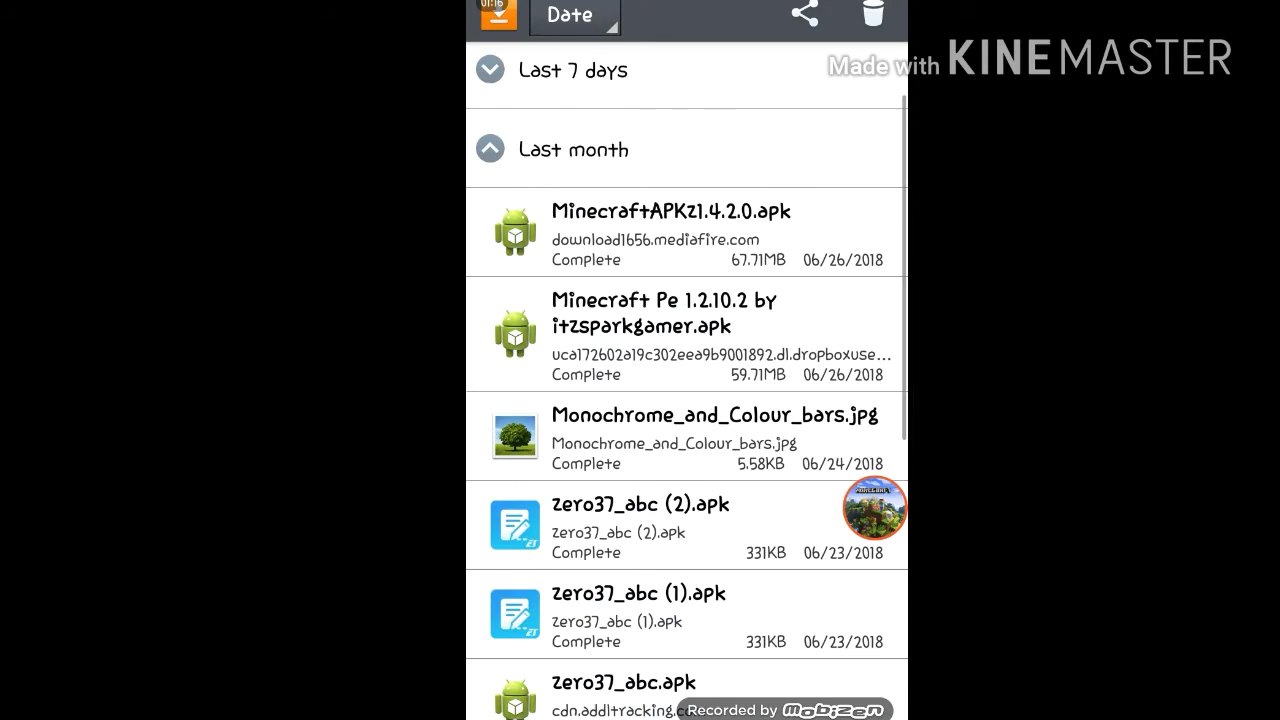 01:16
Date
Made with KINEMASTER
Last 7 days
Last month
MinecraftAPKz1.4.2.0.apk
download1656.mediafire.com
Complete 67.71MB 06/26/2018
Minecraft Pe 1.2.10.2 by
itzsparkgamer.apk
uca172602a19c302eea9b9001892.dl.dropboxuse...
Complete 59.71MB 06/26/2018
Monochrome_and_Colour_bars.jpg
Monochrome_and_Colour_bars.jpg
Complete 5.58KB 06/24/2018
zero37_abc (2).apk
zero37_abc (2).apk
Complete 331KB 06/23/2018
MINECRAFT
zero37_abc (1).apk
zero37_abc (1).apk
Complete 331KB 06/23/2018
zero37_abc.apk
cdn.addltracking.c
Recorded by mobizen